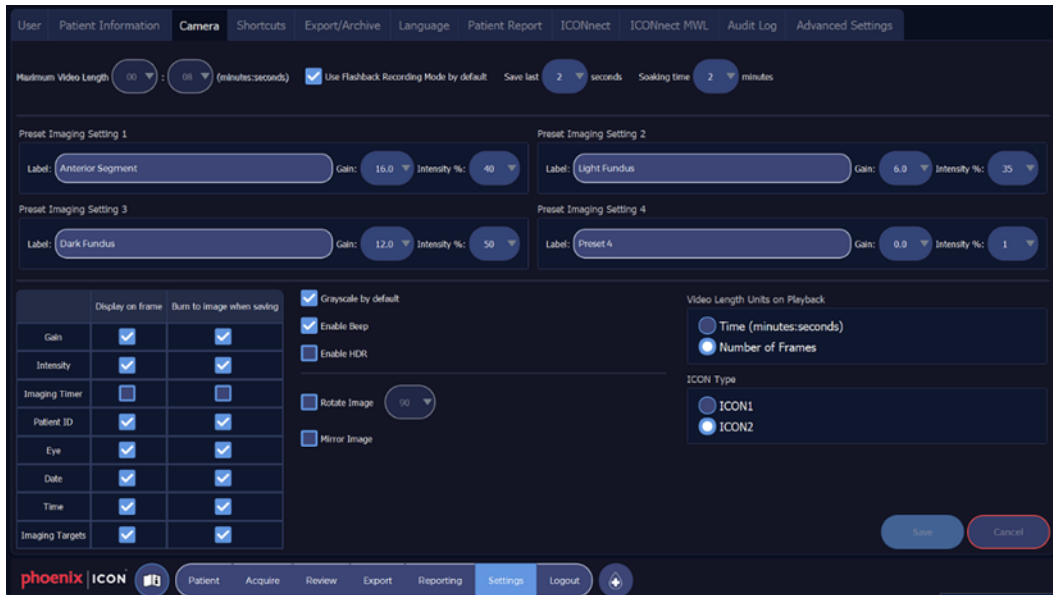 User Patient Information Camera Shortcuts Export/Archive Language Patient Report ICONnect ICONnect MWL Audit Log Advanced Settings
Maximum Video Length 00 : 08 (minutes:seconds) Use Flashback Recording Mode by default Save last 2 seconds Soaking time 2 minutes
Preset Imaging Setting 1
Label: Anterior Segment Gain: 16.0 Intensity %: 40
Preset Imaging Setting 2
Label: Light Fundus Gain: 6.0 Intensity %: 35
Preset Imaging Setting 3
Label: Dark Fundus Gain: 12.0 Intensity %: 50
Preset Imaging Setting 4
Label: Preset 4 Gain: 0.0 Intensity %: 1
Display on frame Burn to image when saving
Gain
Intensity
Imaging Timer
Patient ID
Eye
Date
Time
Imaging Targets
Grayscale by default
Enable Beep
Enable HDR
Rotate Image 90
Mirror Image
Video Length Units on Playback
Time (minutes:seconds)
Number of Frames
ICON Type
ICON1
ICON2
Save Cancel
phoenix ICON Patient Acquire Review Export Reporting Settings Logout